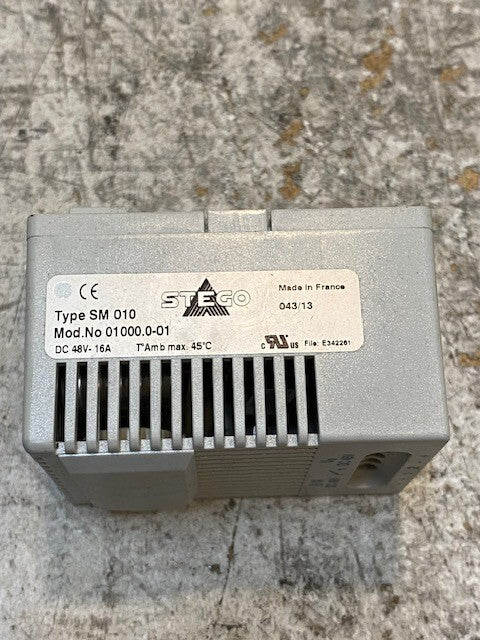 CE
STEGO
Made in France
043/13
Type SM 010
Mod.No 01000.0-01
DC 48V- 16A T°Amb max. 45°C
c US File: E342261